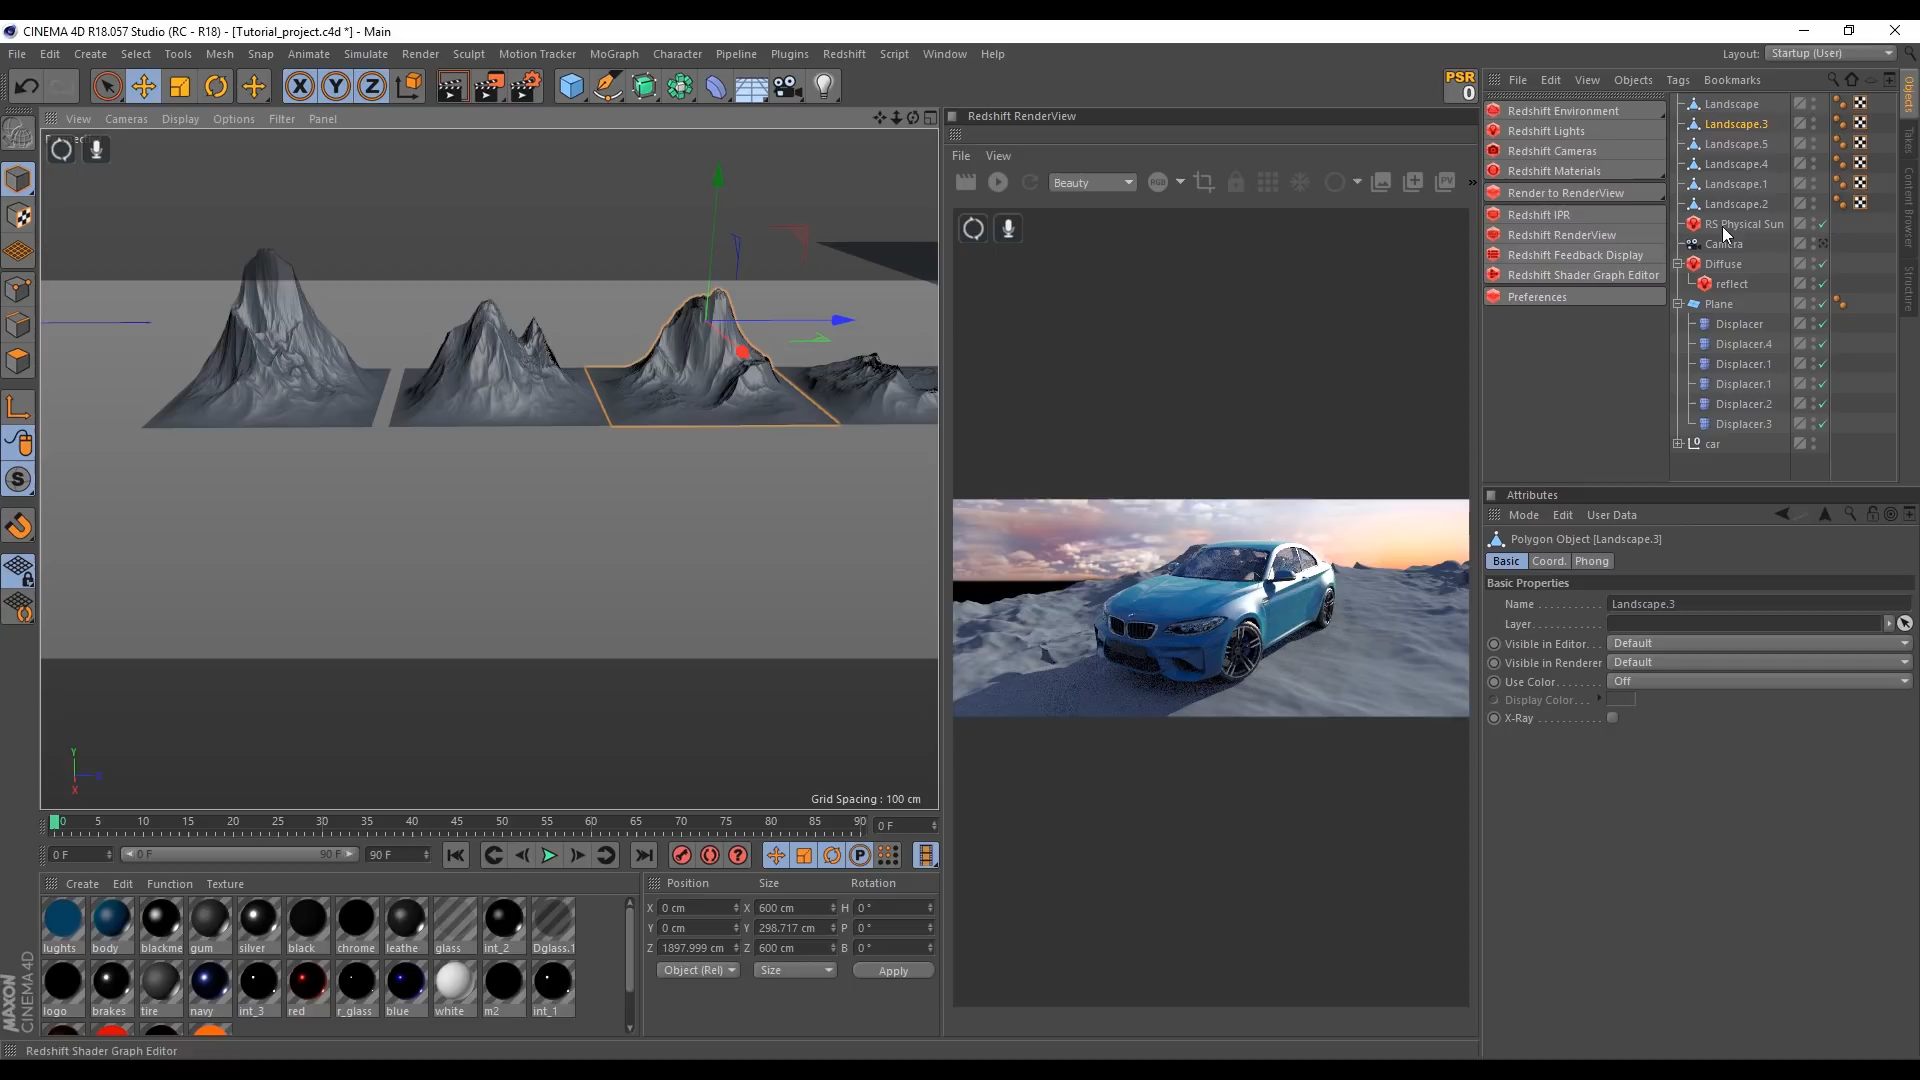 CINEMA 4D R18.057 Studio (RC - R18) - [Tutorial_project.c4d *] - Main
File Edit Create Select Tools Mesh Snap Animate Simulate Render Sculpt Motion Tracker MoGraph Character Pipeline Plugins Redshift Script Window Help
Layout: Startup (User)
X Y Z
PSR
0
File Edit View Objects Tags Bookmarks
View Cameras Display Options Filter Panel
Redshift RenderView
File View
Beauty
RGB
PV
Redshift Environment
Redshift Lights
Redshift Cameras
Redshift Materials
Render to RenderView
Redshift IPR
Redshift RenderView
Redshift Feedback Display
Redshift Shader Graph Editor
Preferences
Landscape
Landscape.3
Landscape.5
Landscape.4
Landscape.1
Landscape.2
RS Physical Sun
Camera
Diffuse
reflect
Plane
Displacer
Displacer.4
Displacer.1
Displacer.1
Displacer.2
Displacer.3
car
Objects
Takes
Content Browser
Structure
Attributes
Mode Edit User Data
Polygon Object [Landscape.3]
Basic Coord. Phong
Basic Properties
Name Landscape.3
Layer
Visible in Editor Default
Visible in Renderer Default
Use Color Off
Display Color
X-Ray
Y
X
Grid Spacing : 100 cm
0 5 10 15 20 25 30 35 40 45 50 55 60 65 70 75 80 85 90
0 F
0 F 0 F 90 F 90 F
P
Create Edit Function Texture
lughts body blackme gum silver black chrome leathe glass int_2 Dglass.1
logo brakes tire navy int_3 red r_glass blue white m2 int_1
Position Size Rotation
X 0 cm X 600 cm H 0 °
Y 0 cm Y 298.717 cm P 0 °
Z 1897.999 cm Z 600 cm B 0 °
Object (Rel) Size Apply
MAXON
CINEMA 4D
Redshift Shader Graph Editor